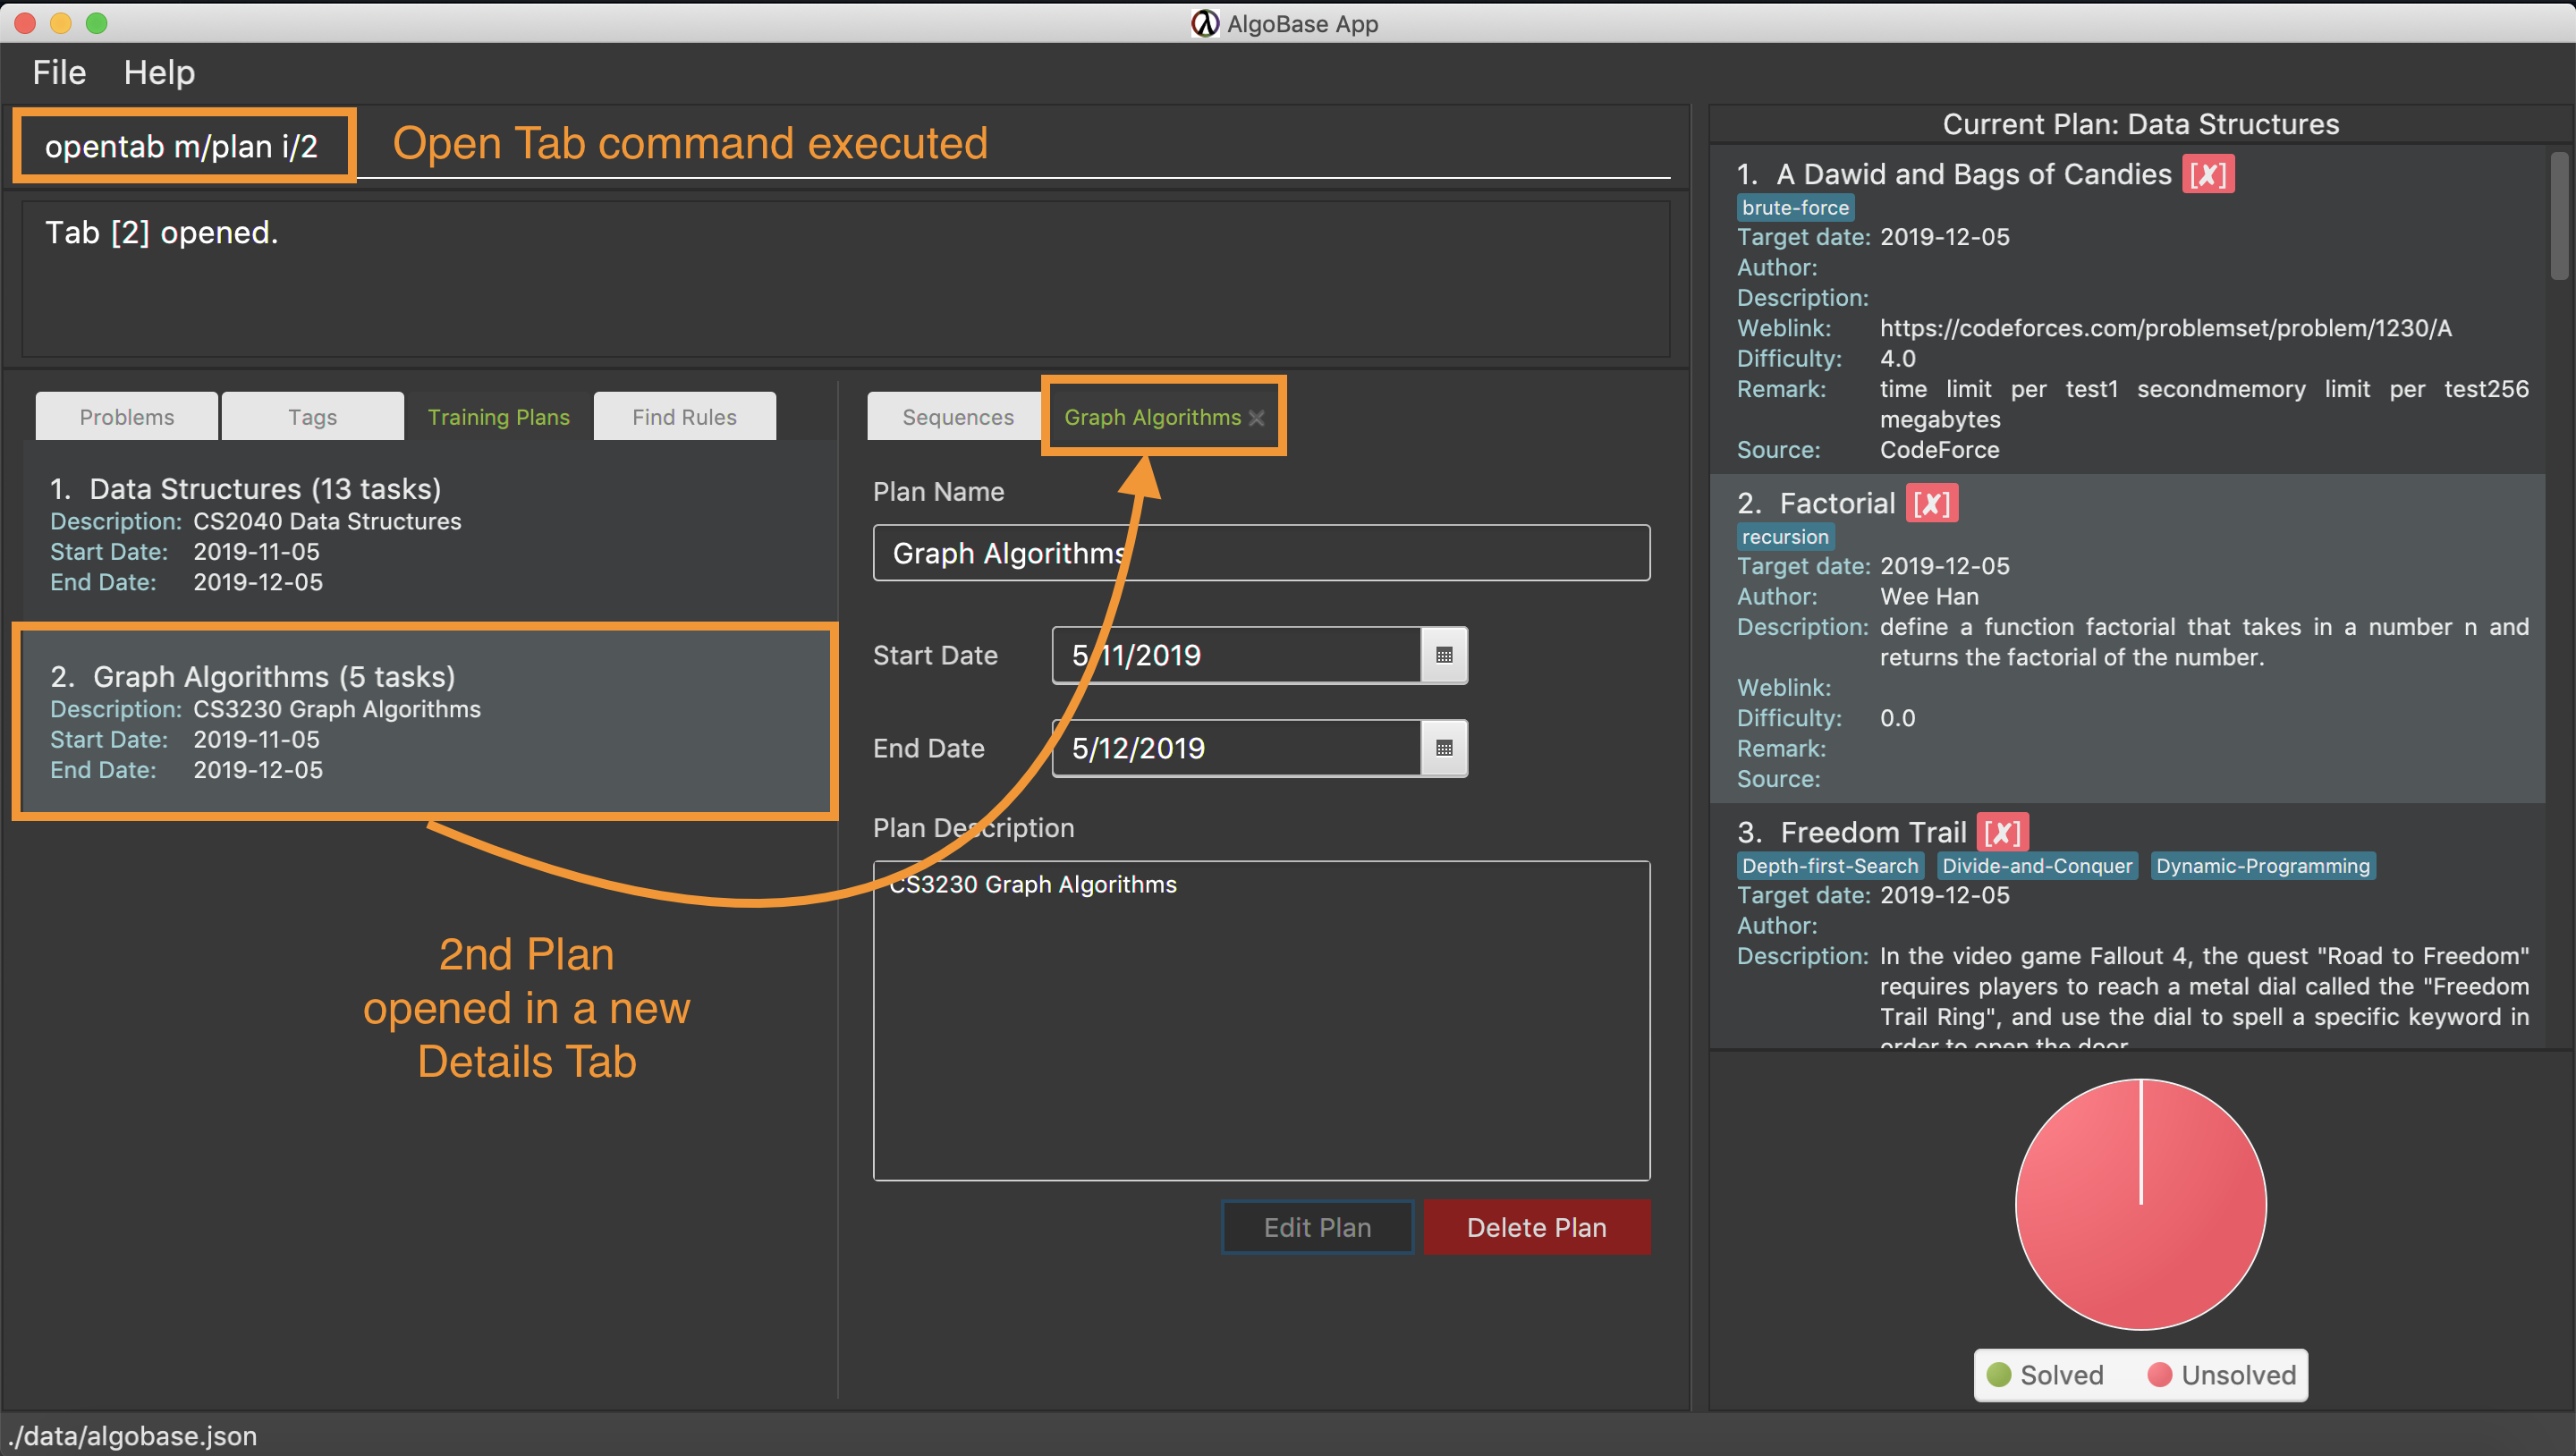 AlgoBase App
File Help
opentab m/plan i/2
Open Tab command executed
Tab [2] opened.
Problems Tags Training Plans Find Rules
1. Data Structures (13 tasks)
Description: CS2040 Data Structures
Start Date: 2019-11-05
End Date: 2019-12-05
2. Graph Algorithms (5 tasks)
Description: CS3230 Graph Algorithms
Start Date: 2019-11-05
End Date: 2019-12-05
2nd Plan
opened in a new
Details Tab
Sequences Graph Algorithms
Plan Name
Graph Algorithms
Start Date 5/11/2019
End Date 5/12/2019
Plan Description
CS3230 Graph Algorithms
Edit Plan Delete Plan
Current Plan: Data Structures
1. A Dawid and Bags of Candies [✘]
brute-force
Target date: 2019-12-05
Author:
Description:
Weblink: https://codeforces.com/problemset/problem/1230/A
Difficulty: 4.0
Remark: time limit per test1 secondmemory limit per test256
megabytes
Source: CodeForce
2. Factorial [✘]
recursion
Target date: 2019-12-05
Author: Wee Han
Description: define a function factorial that takes in a number n and
returns the factorial of the number.
Weblink:
Difficulty: 0.0
Remark:
Source:
3. Freedom Trail [✘]
Depth-first-Search Divide-and-Conquer Dynamic-Programming
Target date: 2019-12-05
Author:
Description: In the video game Fallout 4, the quest "Road to Freedom"
requires players to reach a metal dial called the "Freedom
Trail Ring", and use the dial to spell a specific keyword in
order to open the door
Solved Unsolved
./data/algobase.json